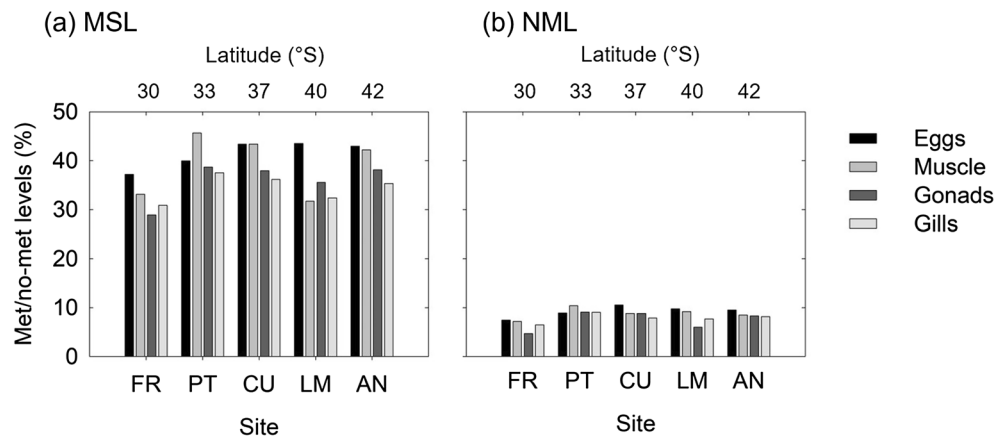 (a) MSL
(b) NML
Latitude (°S)
Latitude (°S)
30 33 37 40 42
30 33 37 40 42
Met/no-met levels (%)
50
40
30
20
10
0
Eggs
Muscle
Gonads
Gills
FR PT CU LM AN
FR PT CU LM AN
Site
Site